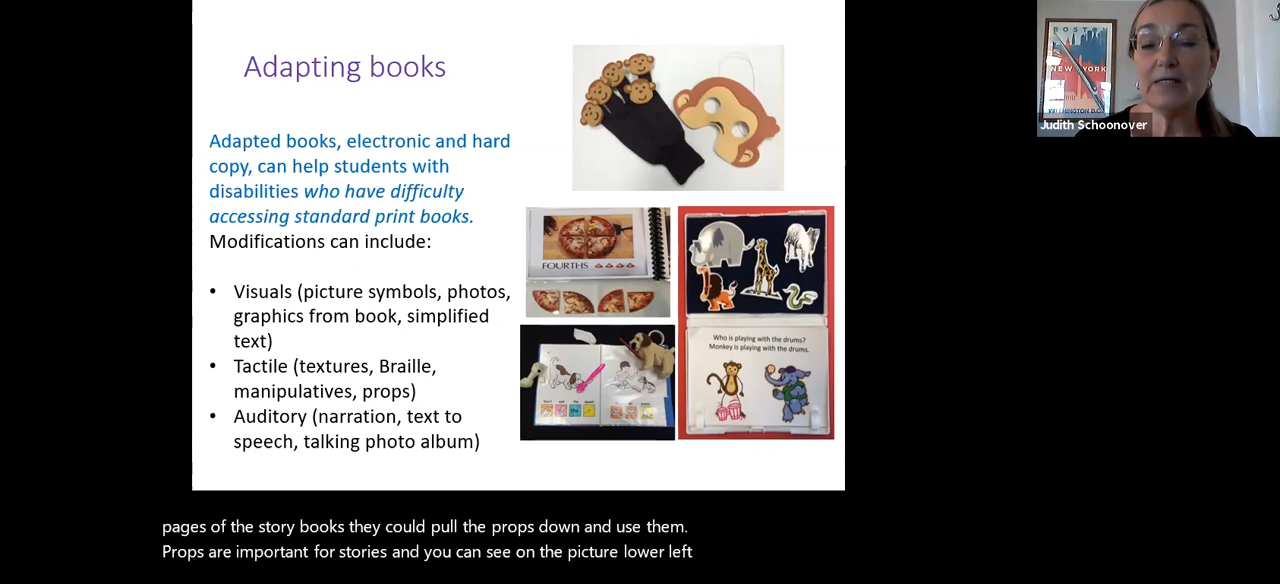 Adapting books
Adapted books, electronic and hard
copy, can help students with
disabilities who have difficulty
accessing standard print books.
Modifications can include:
• Visuals (picture symbols, photos,
graphics from book, simplified
text)
• Tactile (textures, Braille,
manipulatives, props)
• Auditory (narration, text to
speech, talking photo album)
FOURTHS
Who is playing with the drums?
Monkey is playing with the drums.
BOSTON
NEW YORK
WASHINGTON D.C.
Judith Schoonover
pages of the story books they could pull the props down and use them.
Props are important for stories and you can see on the picture lower left